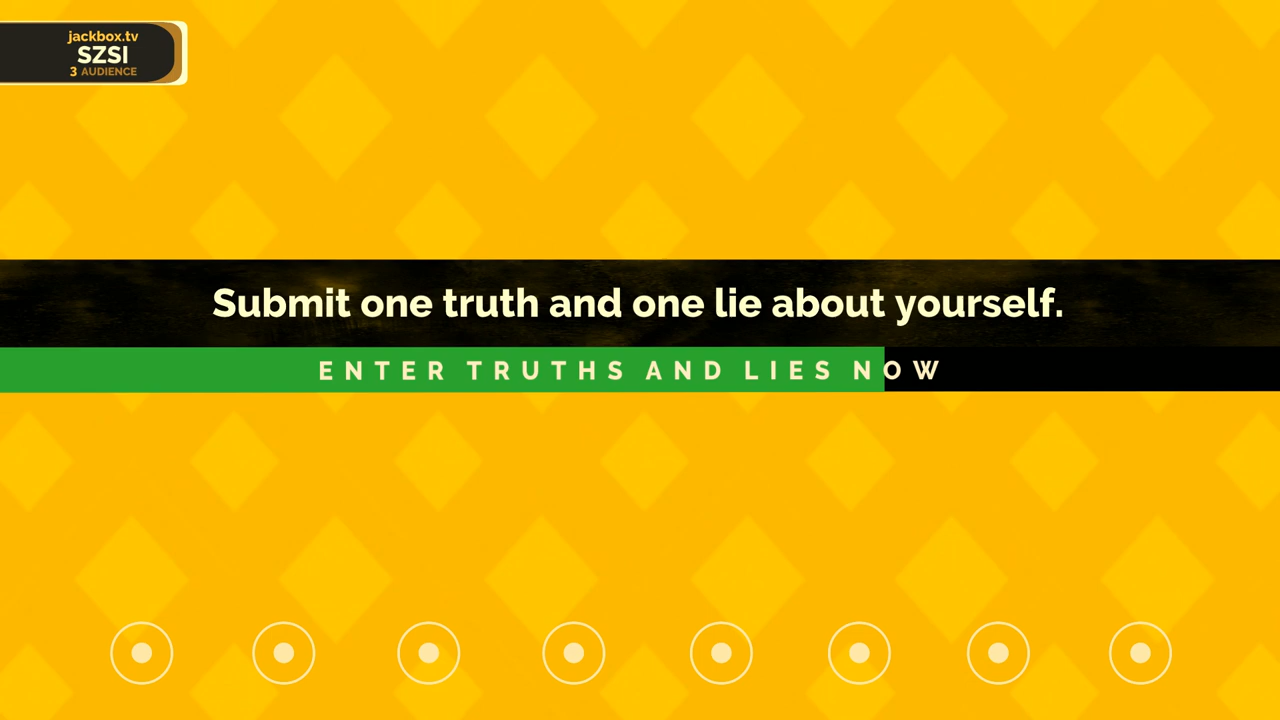 jackbox.tv
SZSI
3 AUDIENCE
Submit one truth and one lie about yourself.
ENTER TRUTHS AND LIES NOW